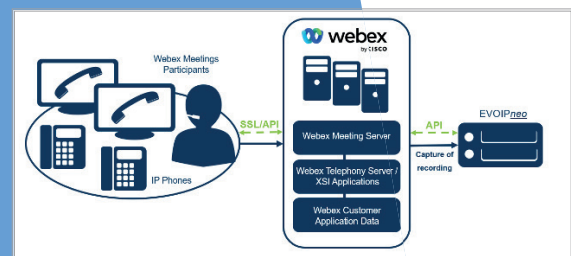 webex
by CISCO
Webex Meetings
Participants
IP Phones
SSL/API
Webex Meeting Server
Webex Telephony Server /
XSI Applications
Webex Customer
Application Data
API
Capture of
recording
EVOIPneo